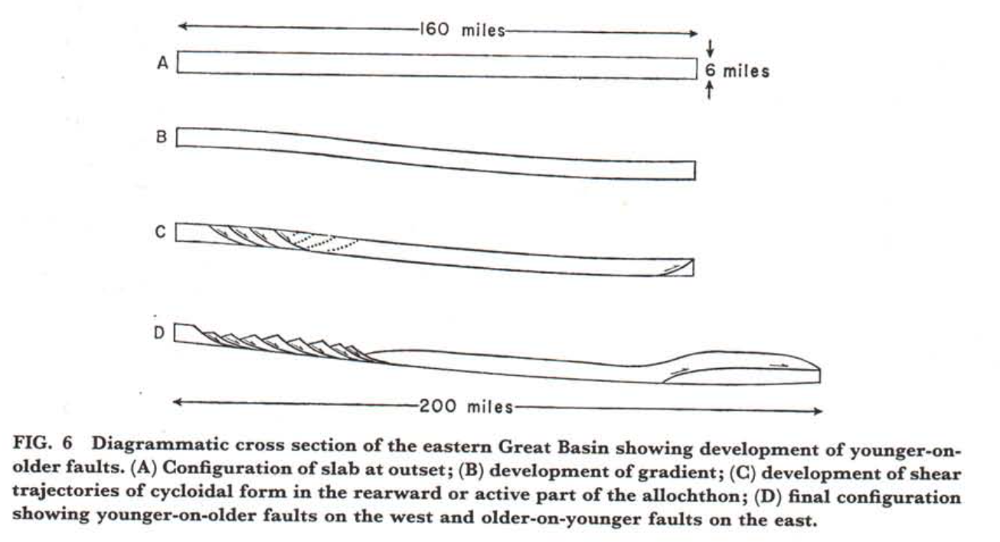 160 miles
A
6 miles
B
C
D
200 miles
FIG. 6 Diagrammatic cross section of the eastern Great Basin showing development of younger-on-
older faults. (A) Configuration of slab at outset; (B) development of gradient; (C) development of shear
trajectories of cycloidal form in the rearward or active part of the allochthon; (D) final configuration
showing younger-on-older faults on the west and older-on-younger faults on the east.